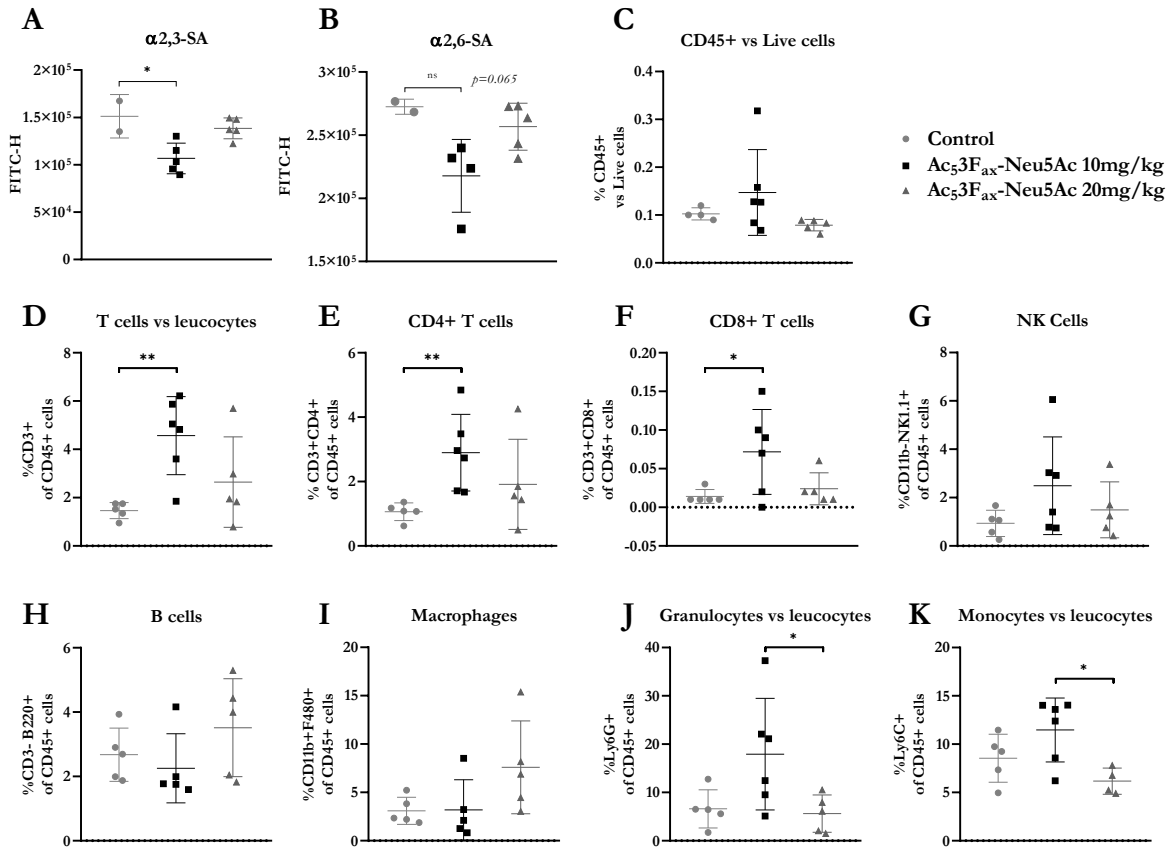 A
α2,3-SA
FITC-H
2×10⁵
1.5×10⁵
1×10⁵
5×10⁴
0
*
B
α2,6-SA
FITC-H
3×10⁵
2.5×10⁵
2×10⁵
1.5×10⁵
ns
p=0.065
C
CD45+ vs Live cells
% CD45+
vs Live cells
0.4
0.3
0.2
0.1
0.0
Control
Ac₅3Fₐₓ-Neu5Ac 10mg/kg
Ac₅3Fₐₓ-Neu5Ac 20mg/kg
D
T cells vs leucocytes
%CD3+
of CD45+ cells
8
6
4
2
0
**
E
CD4+ T cells
% CD3+CD4+
of CD45+ cells
6
4
2
0
**
F
CD8+ T cells
% CD3+CD8+
of CD45+ cells
0.20
0.15
0.10
0.05
0.00
-0.05
*
G
NK Cells
%CD11b-NK1.1+
of CD45+ cells
8
6
4
2
0
H
B cells
%CD3- B220+
of CD45+ cells
6
4
2
0
I
Macrophages
%CD11b+F480+
of CD45+ cells
20
15
10
5
0
J
Granulocytes vs leucocytes
%Ly6G+
of CD45+ cells
40
30
20
10
0
*
K
Monocytes vs leucocytes
%Ly6C+
of CD45+ cells
20
15
10
5
0
*